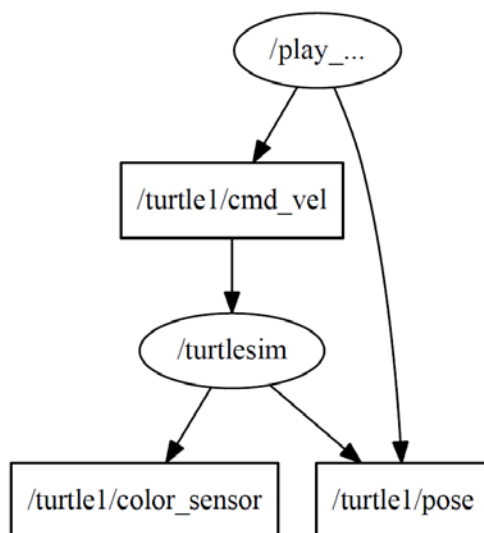 /play_...
/turtle1/cmd_vel
/turtlesim
/turtle1/color_sensor
/turtle1/pose